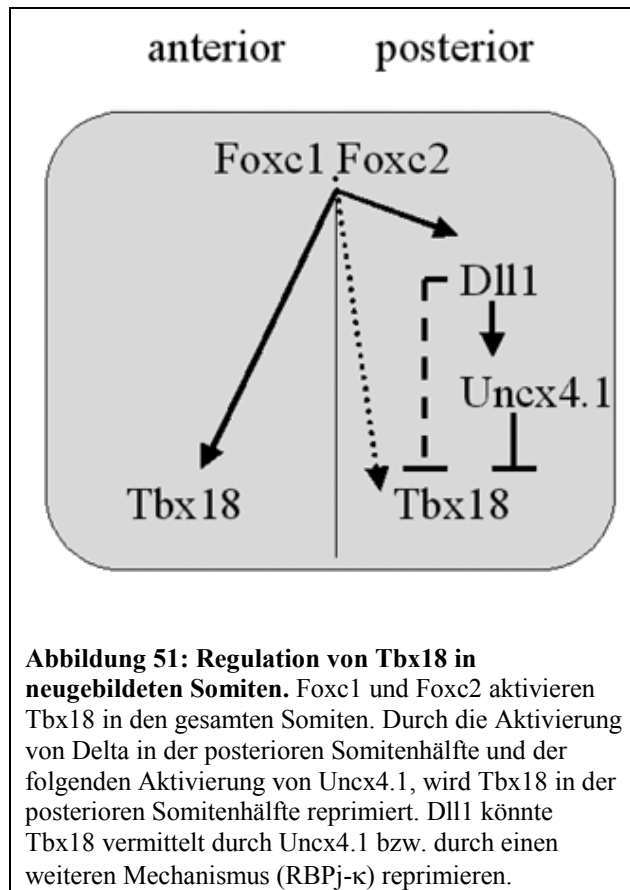 anterior posterior
Foxc1 Foxc2
Dll1
Uncx4.1
Tbx18 Tbx18
Abbildung 51: Regulation von Tbx18 in
neugebildeten Somiten. Foxc1 und Foxc2 aktivieren
Tbx18 in den gesamten Somiten. Durch die Aktivierung
von Delta in der posterioren Somitenhälfte und der
folgenden Aktivierung von Uncx4.1, wird Tbx18 in der
posterioren Somitenhälfte reprimiert. Dll1 könnte
Tbx18 vermittelt durch Uncx4.1 bzw. durch einen
weiteren Mechanismus (RBPj-κ) reprimieren.